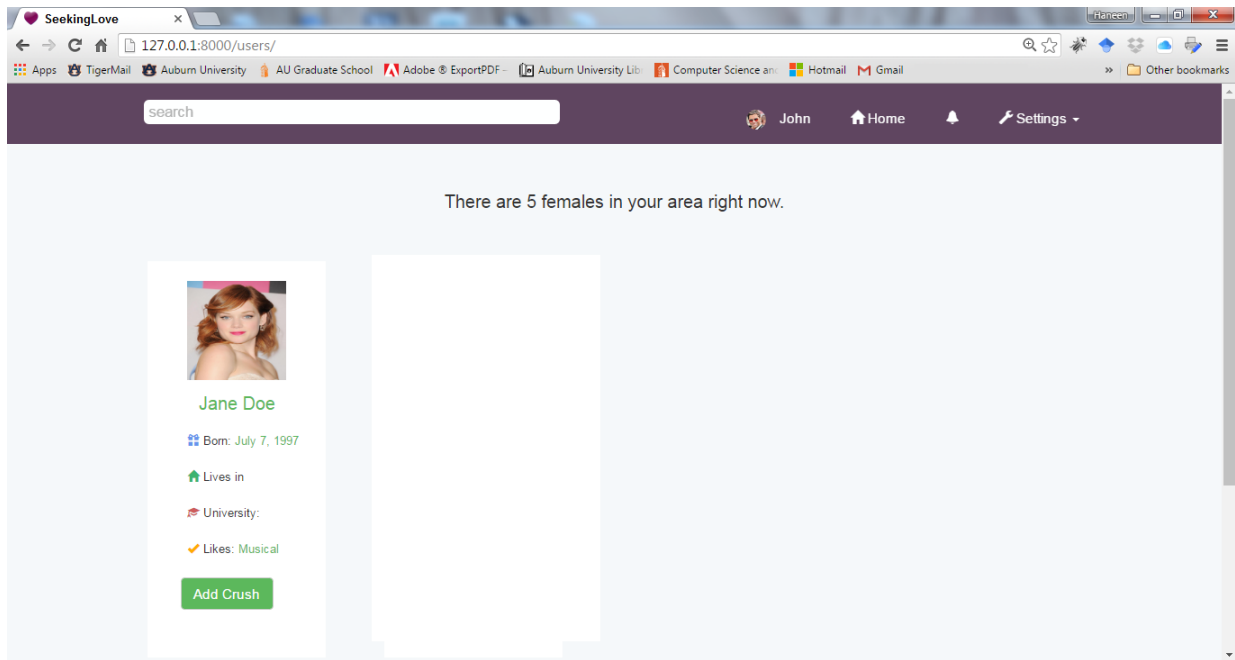 SeekingLove
Haneen
127.0.0.1:8000/users/
Apps TigerMail Auburn University AU Graduate School Adobe ® ExportPDF – Auburn University Lib Computer Science and Hotmail Gmail » Other bookmarks
search John Home Settings
There are 5 females in your area right now.
Jane Doe
Born: July 7, 1997
Lives in
University:
Likes: Musical
Add Crush